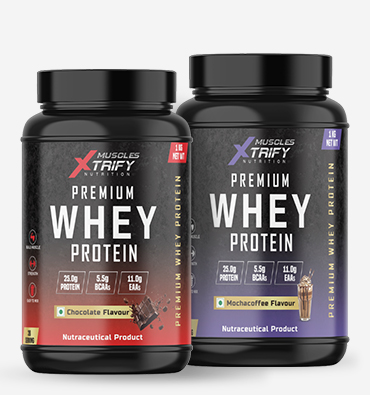 MUSCLES
XTRIFY
NUTRITION
1 KG
NET WT
PREMIUM
WHEY
PROTEIN
25.0g
PROTEIN
5.5g
BCAAs
11.0g
EAAs
Chocolate Flavour
Nutraceutical Product
PREMIUM WHEY PROTEIN
MUSCLES
XTRIFY
NUTRITION
1 KG
NET WT
PREMIUM
WHEY
PROTEIN
25.0g
PROTEIN
5.5g
BCAAs
11.0g
EAAs
Mochacoffee Flavour
Nutraceutical Product
PREMIUM WHEY PROTEIN